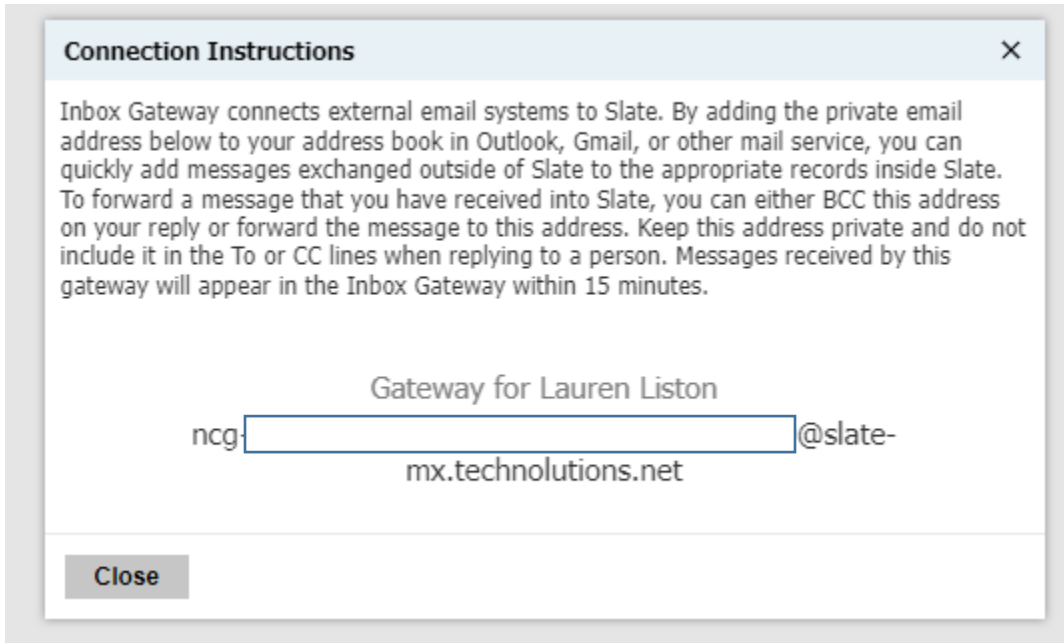 Connection Instructions ×
Inbox Gateway connects external email systems to Slate. By adding the private email
address below to your address book in Outlook, Gmail, or other mail service, you can
quickly add messages exchanged outside of Slate to the appropriate records inside Slate.
To forward a message that you have received into Slate, you can either BCC this address
on your reply or forward the message to this address. Keep this address private and do not
include it in the To or CC lines when replying to a person. Messages received by this
gateway will appear in the Inbox Gateway within 15 minutes.
Gateway for Lauren Liston
ncg- @slate-
mx.technolutions.net
Close